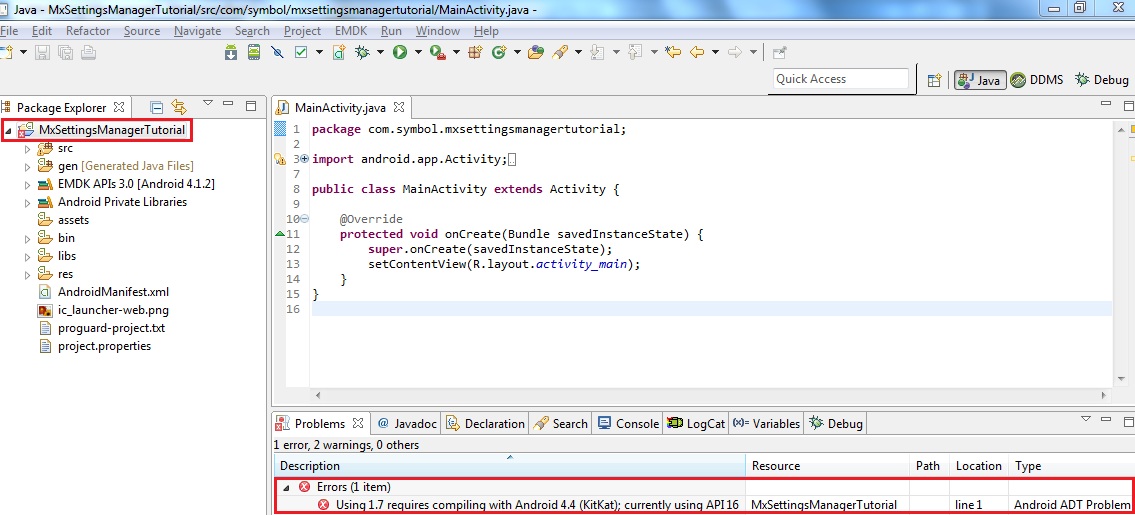 Java - MxSettingsManagerTutorial/src/com/symbol/mxsettingsmanagertutorial/MainActivity.java -
File Edit Refactor Source Navigate Search Project EMDK Run Window Help
Quick Access
Java
DDMS
Debug
Package Explorer
MxSettingsManagerTutorial
src
gen [Generated Java Files]
EMDK APIs 3.0 [Android 4.1.2]
Android Private Libraries
assets
bin
libs
res
AndroidManifest.xml
ic_launcher-web.png
proguard-project.txt
project.properties
MainActivity.java
1 package com.symbol.mxsettingsmanagertutorial;
2
3 import android.app.Activity;
7
8 public class MainActivity extends Activity {
9
10 @Override
11 protected void onCreate(Bundle savedInstanceState) {
12 super.onCreate(savedInstanceState);
13 setContentView(R.layout.activity_main);
14 }
15 }
16
Problems @ Javadoc Declaration Search Console LogCat (x)= Variables Debug
1 error, 2 warnings, 0 others
Description Resource Path Location Type
Errors (1 item)
Using 1.7 requires compiling with Android 4.4 (KitKat); currently using API 16 MxSettingsManagerTutorial line 1 Android ADT Problem